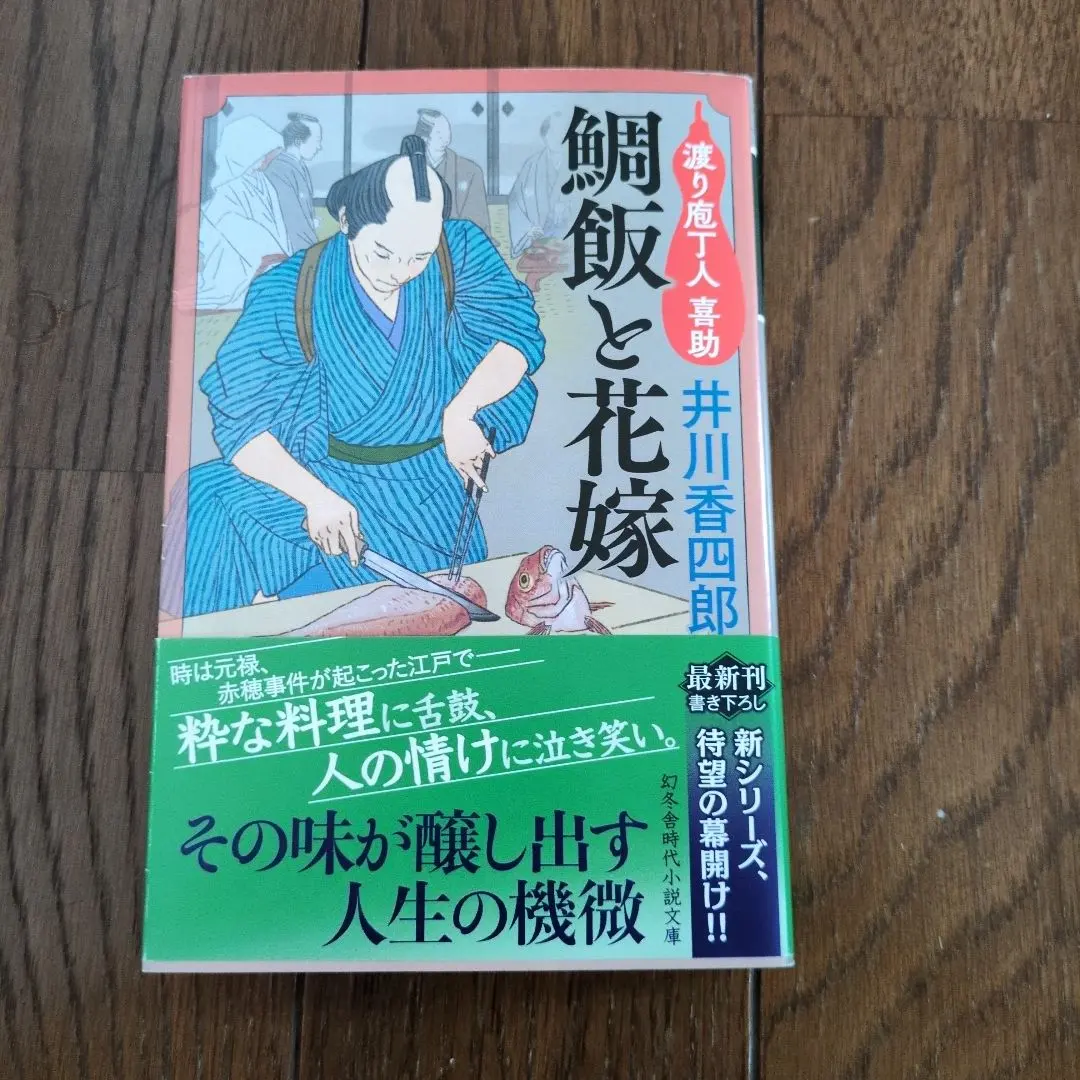 渡り庖丁人 喜助
鯛飯と花嫁
井川香四郎
時は元禄、
赤穂事件が起こった江戸で――
粋な料理に舌鼓、
人の情けに泣き笑い。
その味が醸し出す
人生の機微
幻冬舎時代小説文庫
最新刊
書き下ろし
新シリーズ、
待望の幕開け!!